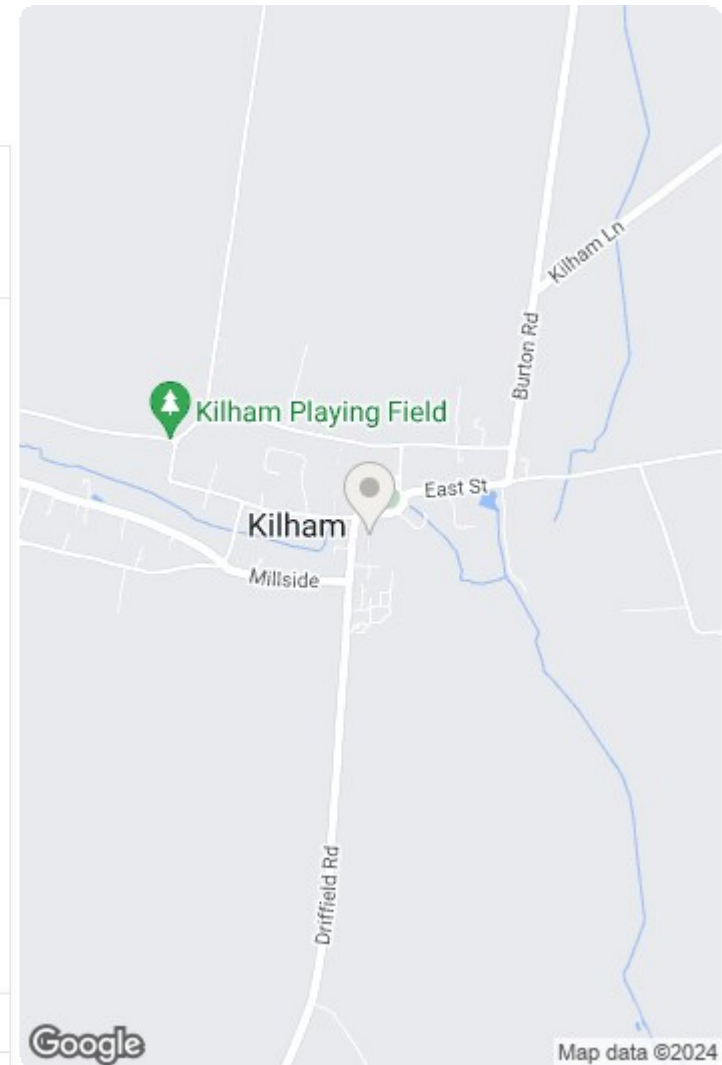 Kilham Ln
Burton Rd
Kilham Playing Field
East St
Kilham
Millside
Driffield Rd
Google
Map data ©2024